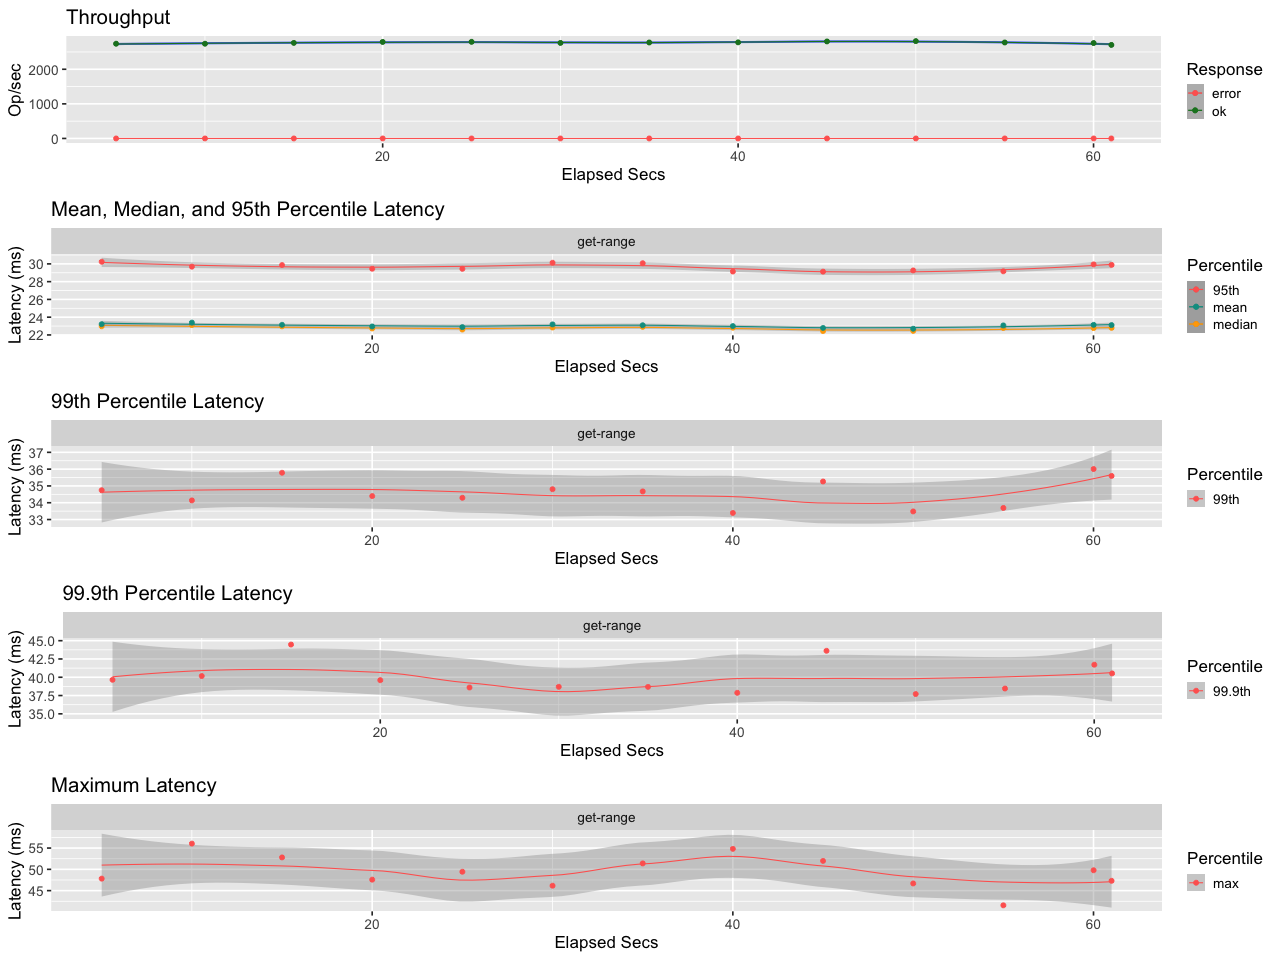 Throughput
Op/sec
2000
1000
0
20 40 60
Elapsed Secs
Response
error
ok
Mean, Median, and 95th Percentile Latency
get-range
Latency (ms)
30
28
26
24
22
20 40 60
Elapsed Secs
Percentile
95th
mean
median
99th Percentile Latency
get-range
Latency (ms)
37
36
35
34
33
20 40 60
Elapsed Secs
Percentile
99th
99.9th Percentile Latency
get-range
Latency (ms)
45.0
42.5
40.0
37.5
35.0
20 40 60
Elapsed Secs
Percentile
99.9th
Maximum Latency
get-range
Latency (ms)
55
50
45
20 40 60
Elapsed Secs
Percentile
max